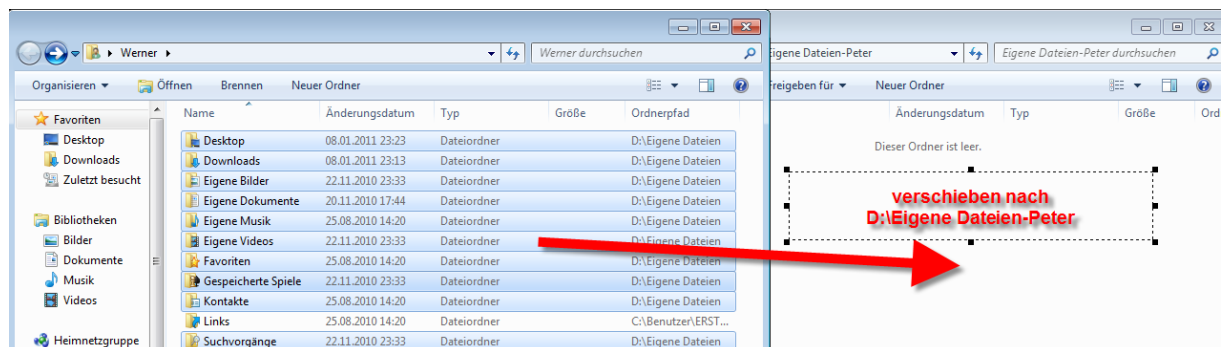 Werner
Werner durchsuchen
Organisieren
Öffnen
Brennen
Neuer Ordner
Name Änderungsdatum Typ Größe Ordnerpfad
Favoriten
Desktop
Downloads
Zuletzt besucht
Bibliotheken
Bilder
Dokumente
Musik
Videos
Heimnetzgruppe
Desktop 08.01.2011 23:23 Dateiordner D:\Eigene Dateien
Downloads 08.01.2011 23:13 Dateiordner D:\Eigene Dateien
Eigene Bilder 22.11.2010 23:33 Dateiordner D:\Eigene Dateien
Eigene Dokumente 20.11.2010 17:44 Dateiordner D:\Eigene Dateien
Eigene Musik 25.08.2010 14:20 Dateiordner D:\Eigene Dateien
Eigene Videos 22.11.2010 23:33 Dateiordner D:\Eigene Dateien
Favoriten 25.08.2010 14:20 Dateiordner D:\Eigene Dateien
Gespeicherte Spiele 22.11.2010 23:33 Dateiordner D:\Eigene Dateien
Kontakte 25.08.2010 14:20 Dateiordner D:\Eigene Dateien
Links 25.08.2010 14:20 Dateiordner C:\Benutzer\ERST...
Suchvorgänge 22.11.2010 23:33 Dateiordner D:\Eigene Dateien
Eigene Dateien-Peter
Eigene Dateien-Peter durchsuchen
Freigeben für
Neuer Ordner
Änderungsdatum Typ Größe Ord
Dieser Ordner ist leer.
verschieben nach
D:\Eigene Dateien-Peter